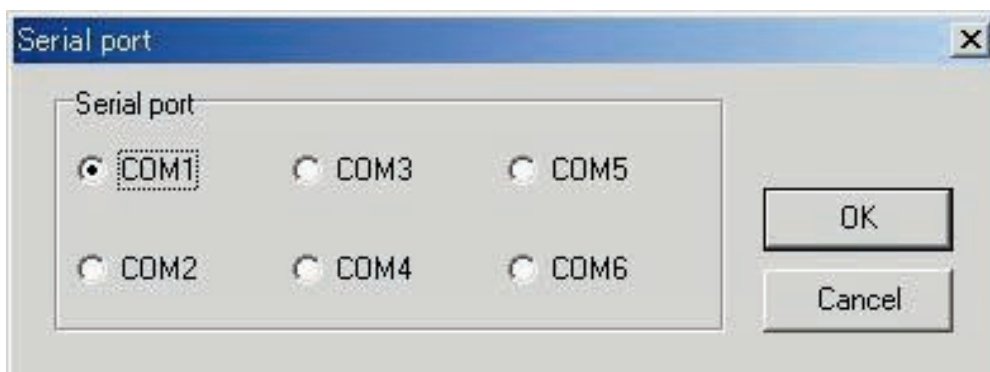 Serial port
Serial port
COM1 COM3 COM5
COM2 COM4 COM6
OK
Cancel